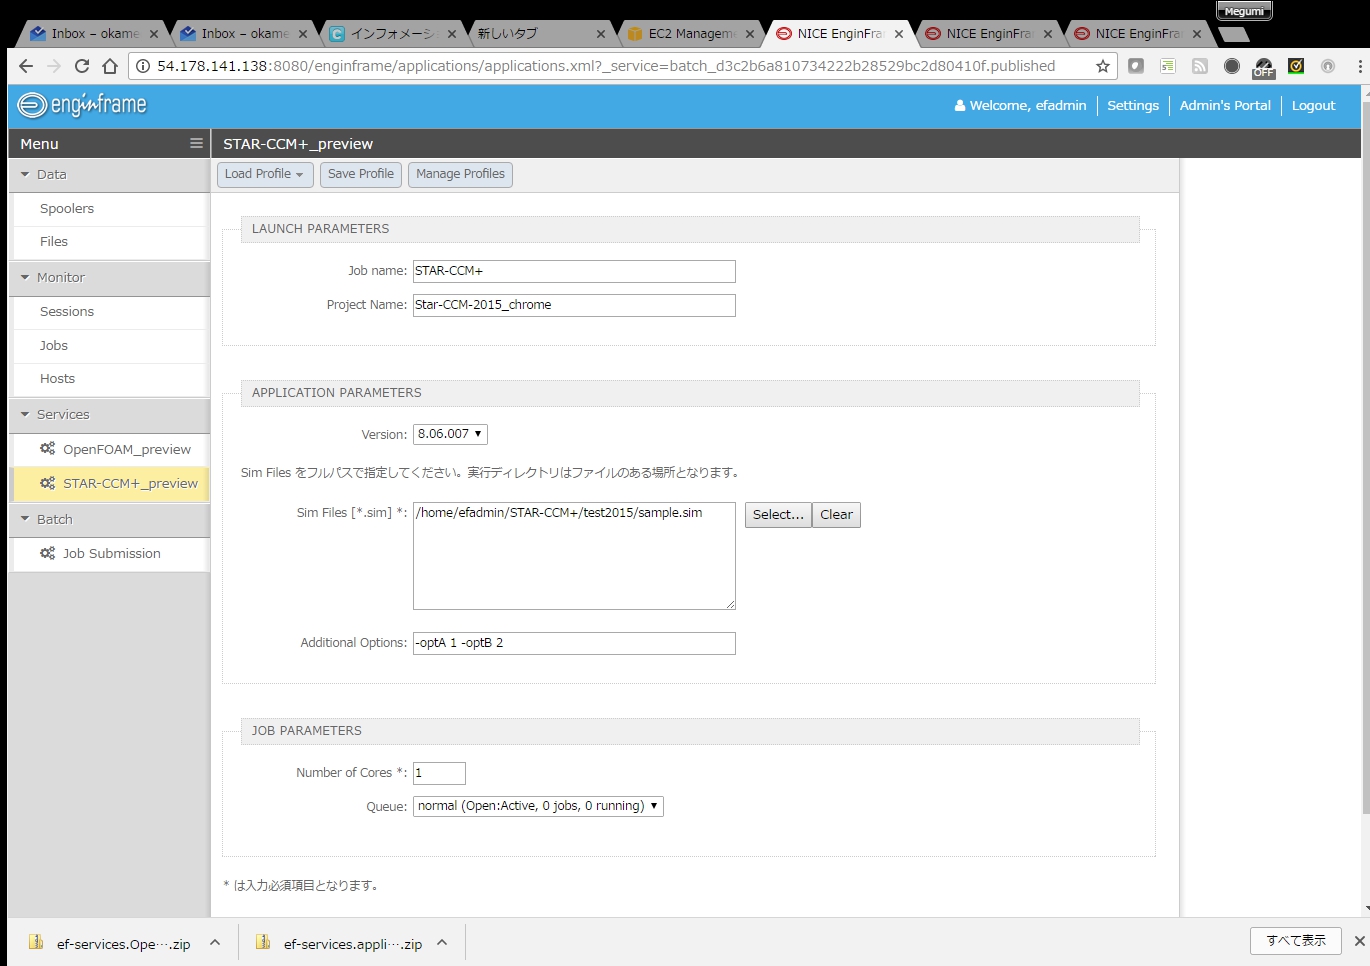 Megumi
Inbox – okame
Inbox – okame
インフォメーシ
新しいタブ
EC2 Manageme
NICE EnginFra
NICE EnginFra
NICE EnginFra
54.178.141.138:8080/enginframe/applications/applications.xml?_service=batch_d3c2b6a810734222b28529bc2d80410f.published
OFF
enginframe
Welcome, efadmin
Settings
Admin's Portal
Logout
Menu
STAR-CCM+_preview
Data
Spoolers
Files
Monitor
Sessions
Jobs
Hosts
Services
OpenFOAM_preview
STAR-CCM+_preview
Batch
Job Submission
Load Profile
Save Profile
Manage Profiles
LAUNCH PARAMETERS
Job name: STAR-CCM+
Project Name: Star-CCM-2015_chrome
APPLICATION PARAMETERS
Version: 8.06.007
Sim Files をフルパスで指定してください。実行ディレクトリはファイルのある場所となります。
Sim Files [*.sim] *: /home/efadmin/STAR-CCM+/test2015/sample.sim
Select...
Clear
Additional Options: -optA 1 -optB 2
JOB PARAMETERS
Number of Cores *: 1
Queue: normal (Open:Active, 0 jobs, 0 running)
* は入力必須項目となります。
ef-services.Ope….zip
ef-services.appli….zip
すべて表示